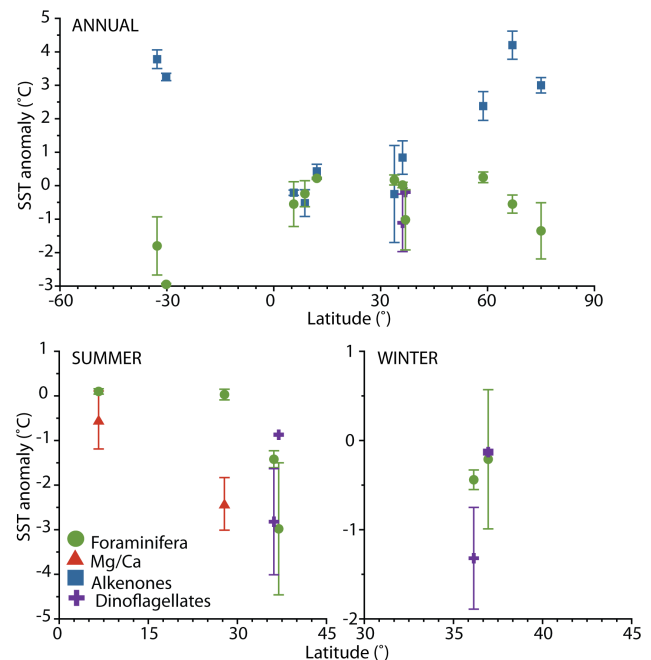 ANNUAL
5
4
3
2
1
0
-1
-2
-3
SST anomaly (˚C)
-60 -30 0 30 60 90
Latitude (˚)
SUMMER
1
0
-1
-2
-3
-4
-5
SST anomaly (˚C)
Foraminifera
Mg/Ca
Alkenones
Dinoflagellates
0 15 30 45
Latitude (˚)
WINTER
1
0
-1
-2
30 35 40 45
Latitude (˚)